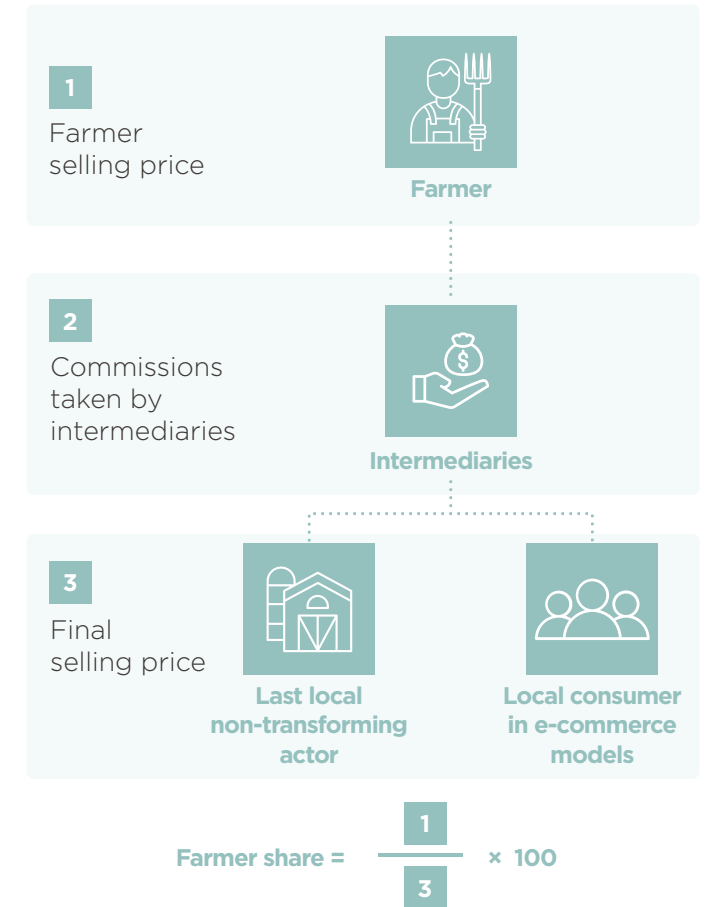 1
Farmer
selling price
Farmer
2
Commissions
taken by
intermediaries
$
Intermediaries
3
Final
selling price
Last local
non-transforming
actor
Local consumer
in e-commerce
models
1
Farmer share = × 100
3